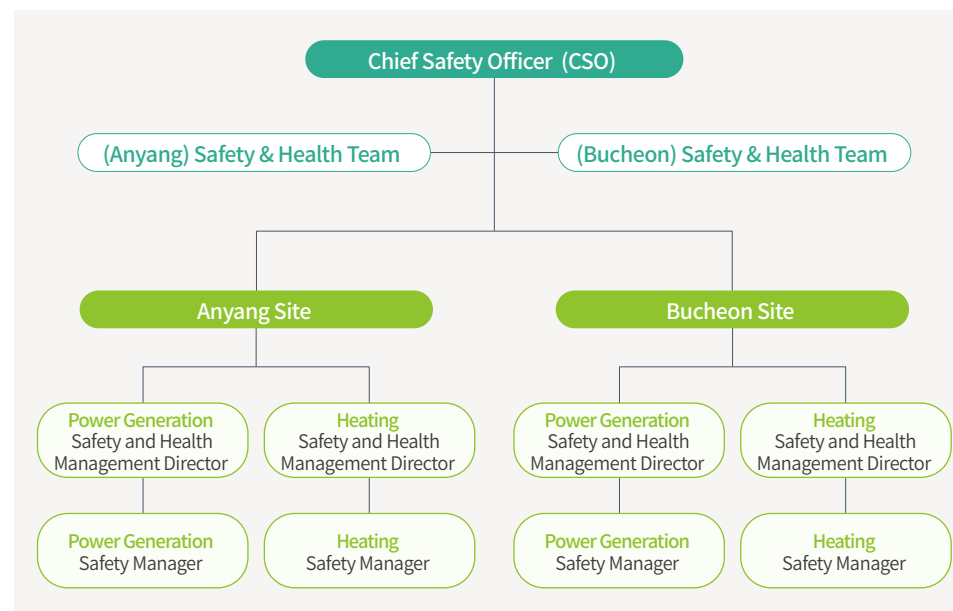 Chief Safety Officer (CSO)
(Anyang) Safety & Health Team
(Bucheon) Safety & Health Team
Anyang Site
Bucheon Site
Power Generation
Safety and Health
Management Director
Heating
Safety and Health
Management Director
Power Generation
Safety and Health
Management Director
Heating
Safety and Health
Management Director
Power Generation
Safety Manager
Heating
Safety Manager
Power Generation
Safety Manager
Heating
Safety Manager